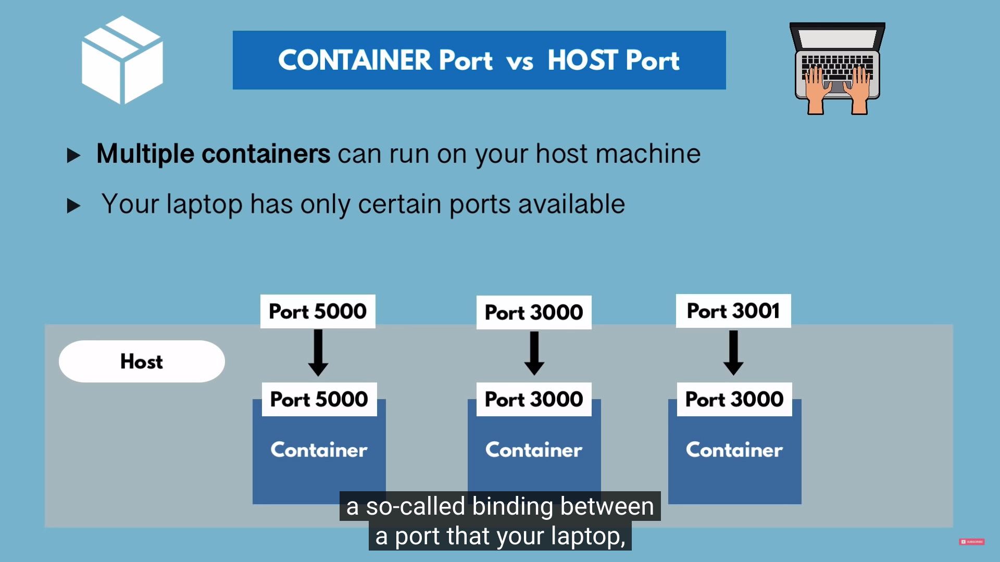 CONTAINER Port vs HOST Port
Multiple containers can run on your host machine
Your laptop has only certain ports available
Port 5000
Port 3000
Port 3001
Host
Port 5000
Port 3000
Port 3000
Container
Container
Container
a so-called binding between
a port that your laptop,
SUBSCRIBE